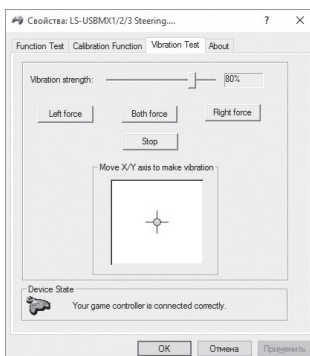 Свойства: LS-USBMX1/2/3 Steering.... ? ×
Function Test Calibration Function Vibration Test About
Vibration strength: 80%
Left force Both force Right force
Stop
Move X/Y axis to make vibration
Device State
Your game controller is connected correctly.
OK Отмена Применить